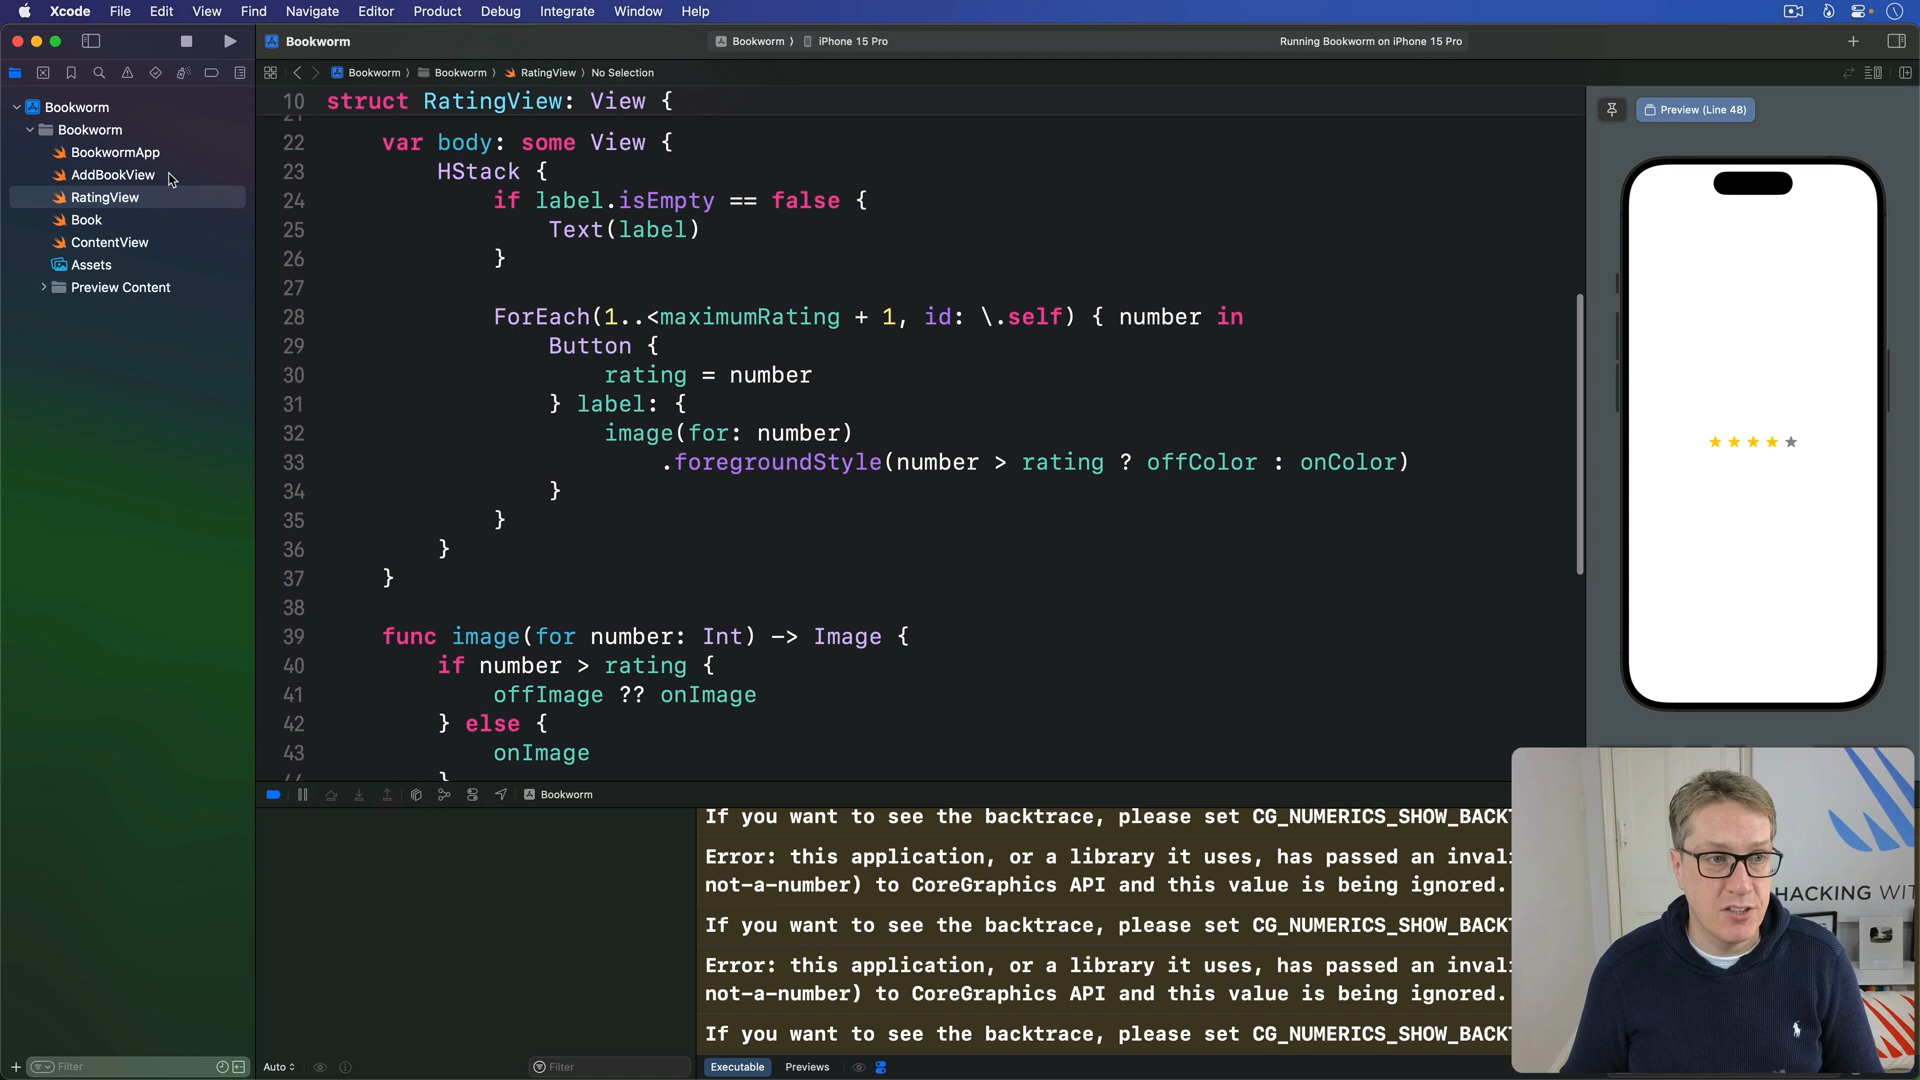 Xcode File Edit View Find Navigate Editor Product Debug Integrate Window Help
Bookworm
Bookworm iPhone 15 Pro
Running Bookworm on iPhone 15 Pro
Bookworm Bookworm RatingView No Selection
Bookworm
Bookworm
BookwormApp
AddBookView
RatingView
Book
ContentView
Assets
Preview Content
10 struct RatingView: View {
21
22 var body: some View {
23 HStack {
24 if label.isEmpty == false {
25 Text(label)
26 }
27
28 ForEach(1..<maximumRating + 1, id: \.self) { number in
29 Button {
30 rating = number
31 } label: {
32 image(for: number)
33 .foregroundStyle(number > rating ? offColor : onColor)
34 }
35 }
36 }
37 }
38
39 func image(for number: Int) -> Image {
40 if number > rating {
41 offImage ?? onImage
42 } else {
43 onImage
44 }
Preview (Line 48)
Bookworm
If you want to see the backtrace, please set CG_NUMERICS_SHOW_BACKT
Error: this application, or a library it uses, has passed an invali
not-a-number) to CoreGraphics API and this value is being ignored.
If you want to see the backtrace, please set CG_NUMERICS_SHOW_BACKT
Error: this application, or a library it uses, has passed an invali
not-a-number) to CoreGraphics API and this value is being ignored.
If you want to see the backtrace, please set CG_NUMERICS_SHOW_BACKT
HACKING WIT
Filter
Auto
Filter
Executable Previews